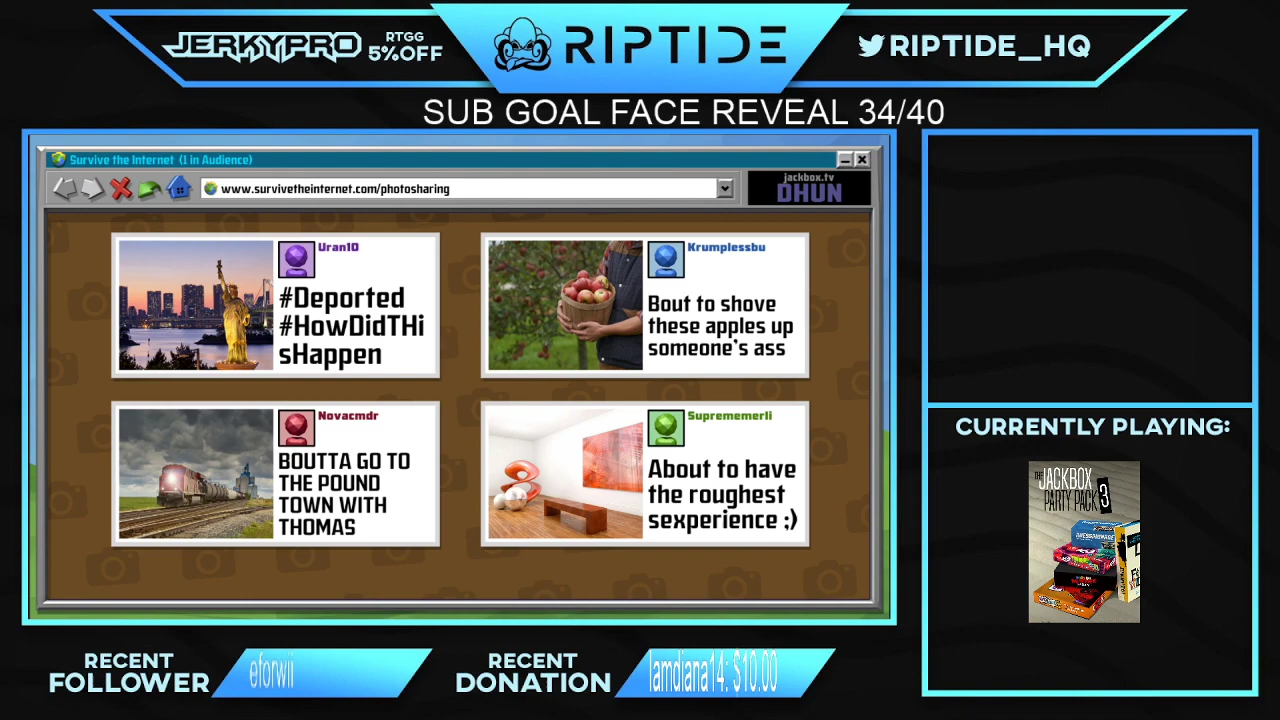 JERKYPRO
RTGG
5%OFF
RIPTIDE
RIPTIDE_HQ
SUB GOAL FACE REVEAL 34/40
Survive the Internet (1 in Audience)
www.survivetheinternet.com/photosharing
jackbox.tv
DHUN
Uran10
#Deported
#HowDidTHi
sHappen
Krumplessbu
Bout to shove
these apples up
someone's ass
Novacmdr
BOUTTA GO TO
THE POUND
TOWN WITH
THOMAS
Suprememerli
About to have
the roughest
sexperience ;)
CURRENTLY PLAYING:
THE
JACKBOX
PARTY PACK 3
RECENT
FOLLOWER
eforwii
RECENT
DONATION
lamdiana14: $10.00